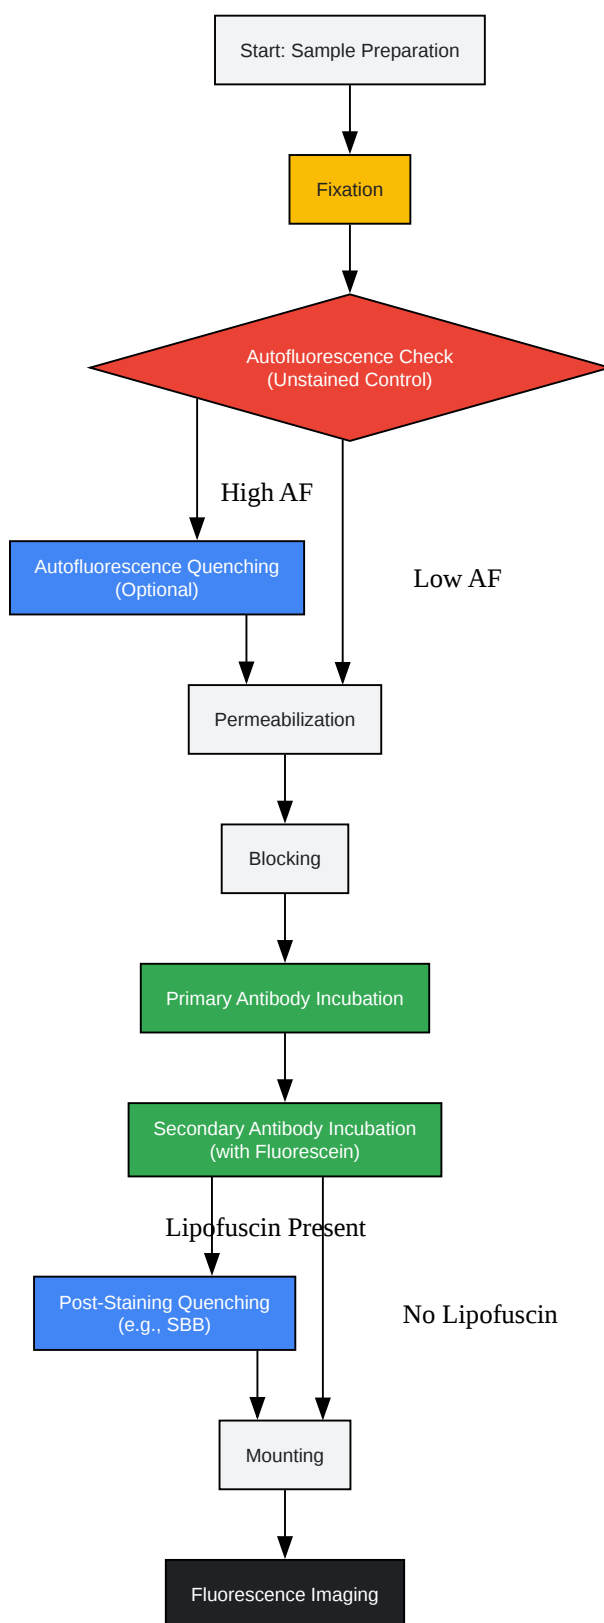 Start: Sample Preparation
Fixation
Autofluorescence Check
(Unstained Control)
High AF
Autofluorescence Quenching
(Optional)
Low AF
Permeabilization
Blocking
Primary Antibody Incubation
Secondary Antibody Incubation
(with Fluorescein)
Lipofuscin Present
Post-Staining Quenching
(e.g., SBB)
No Lipofuscin
Mounting
Fluorescence Imaging